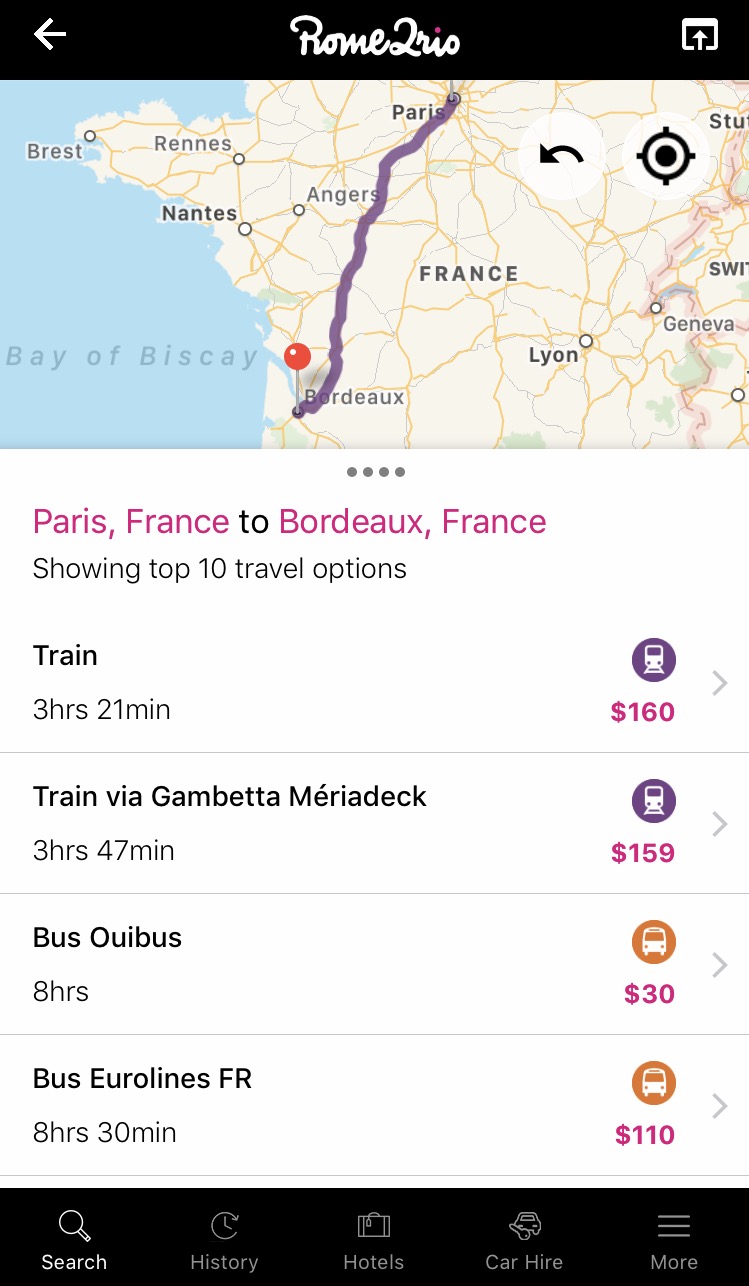 Rome2rio
Paris
Stut
Brest
Rennes
Angers
Nantes
FRANCE
SWIT
Geneva
Bay of Biscay
Lyon
Bordeaux
Paris, France to Bordeaux, France
Showing top 10 travel options
Train
3hrs 21min
$160
Train via Gambetta Mériadeck
3hrs 47min
$159
Bus Ouibus
8hrs
$30
Bus Eurolines FR
8hrs 30min
$110
Search
History
Hotels
Car Hire
More